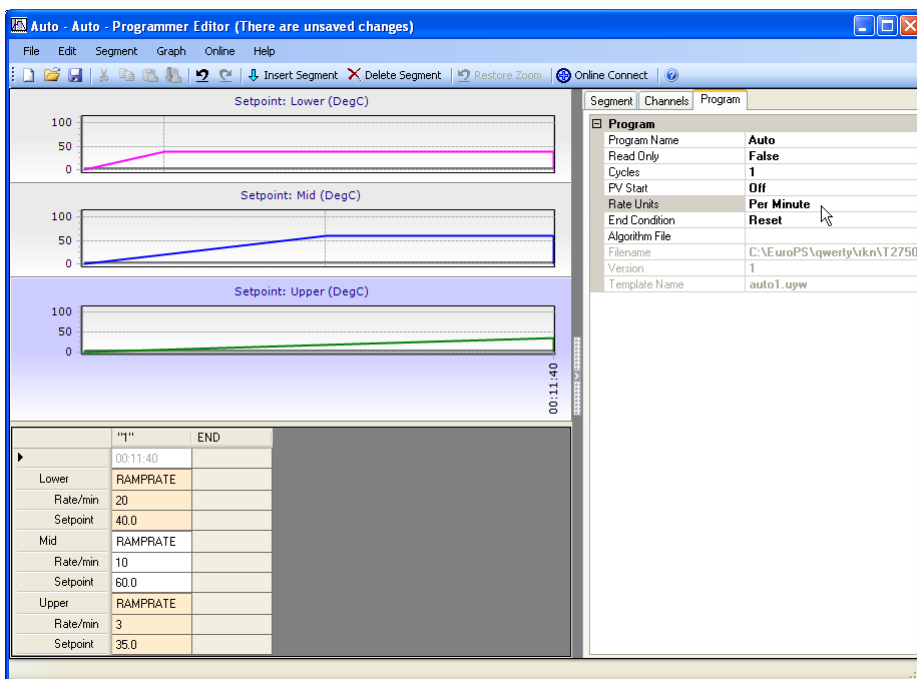 Auto - Auto - Programmer Editor (There are unsaved changes)
File Edit Segment Graph Online Help
Insert Segment Delete Segment Restore Zoom Online Connect
Setpoint: Lower (DegC)
100
50
0
Setpoint: Mid (DegC)
100
50
0
Setpoint: Upper (DegC)
100
50
0
00:11:40
"1" END
00:11:40
Lower RAMPRATE
Rate/min 20
Setpoint 40.0
Mid RAMPRATE
Rate/min 10
Setpoint 60.0
Upper RAMPRATE
Rate/min 3
Setpoint 35.0
Segment Channels Program
Program
Program Name Auto
Read Only False
Cycles 1
PV Start Off
Rate Units Per Minute
End Condition Reset
Algorithm File
Filename C:\EuroPS\qwerty\rkn\T2750
Version 1
Template Name auto1.uyw